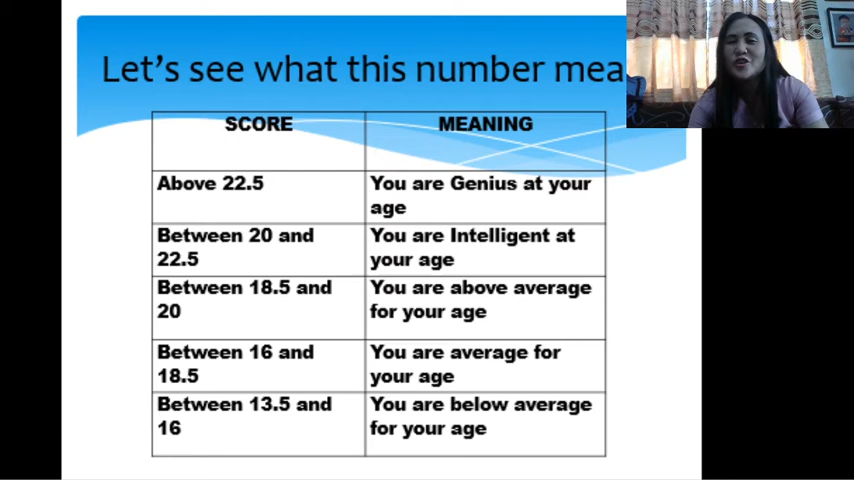 Let's see what this number mea
SCORE
MEANING
Above 22.5
You are Genius at your
age
Between 20 and
22.5
You are Intelligent at
your age
Between 18.5 and
20
You are above average
for your age
Between 16 and
18.5
You are average for
your age
Between 13.5 and
16
You are below average
for your age